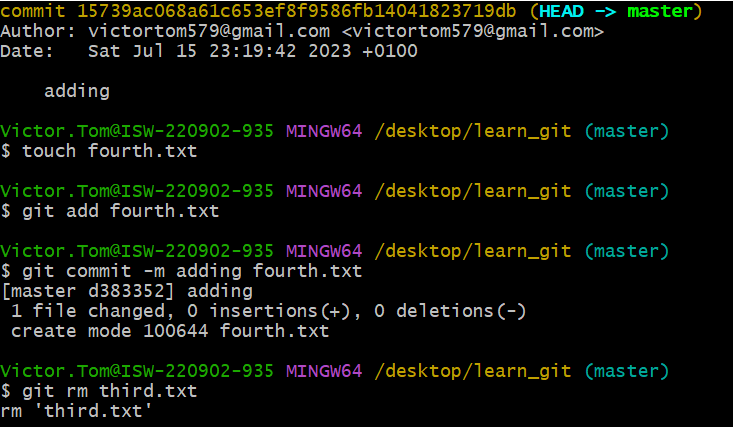 commit 15739ac068a61c653ef8f9586fb14041823719db (HEAD -> master)
Author: victortom579@gmail.com <victortom579@gmail.com>
Date:   Sat Jul 15 23:19:42 2023 +0100
    adding
Victor.Tom@ISW-220902-935 MINGW64 /desktop/learn_git (master)
$ touch fourth.txt
Victor.Tom@ISW-220902-935 MINGW64 /desktop/learn_git (master)
$ git add fourth.txt
Victor.Tom@ISW-220902-935 MINGW64 /desktop/learn_git (master)
$ git commit -m adding fourth.txt
[master d383352] adding
 1 file changed, 0 insertions(+), 0 deletions(-)
 create mode 100644 fourth.txt
Victor.Tom@ISW-220902-935 MINGW64 /desktop/learn_git (master)
$ git rm third.txt
rm 'third.txt'